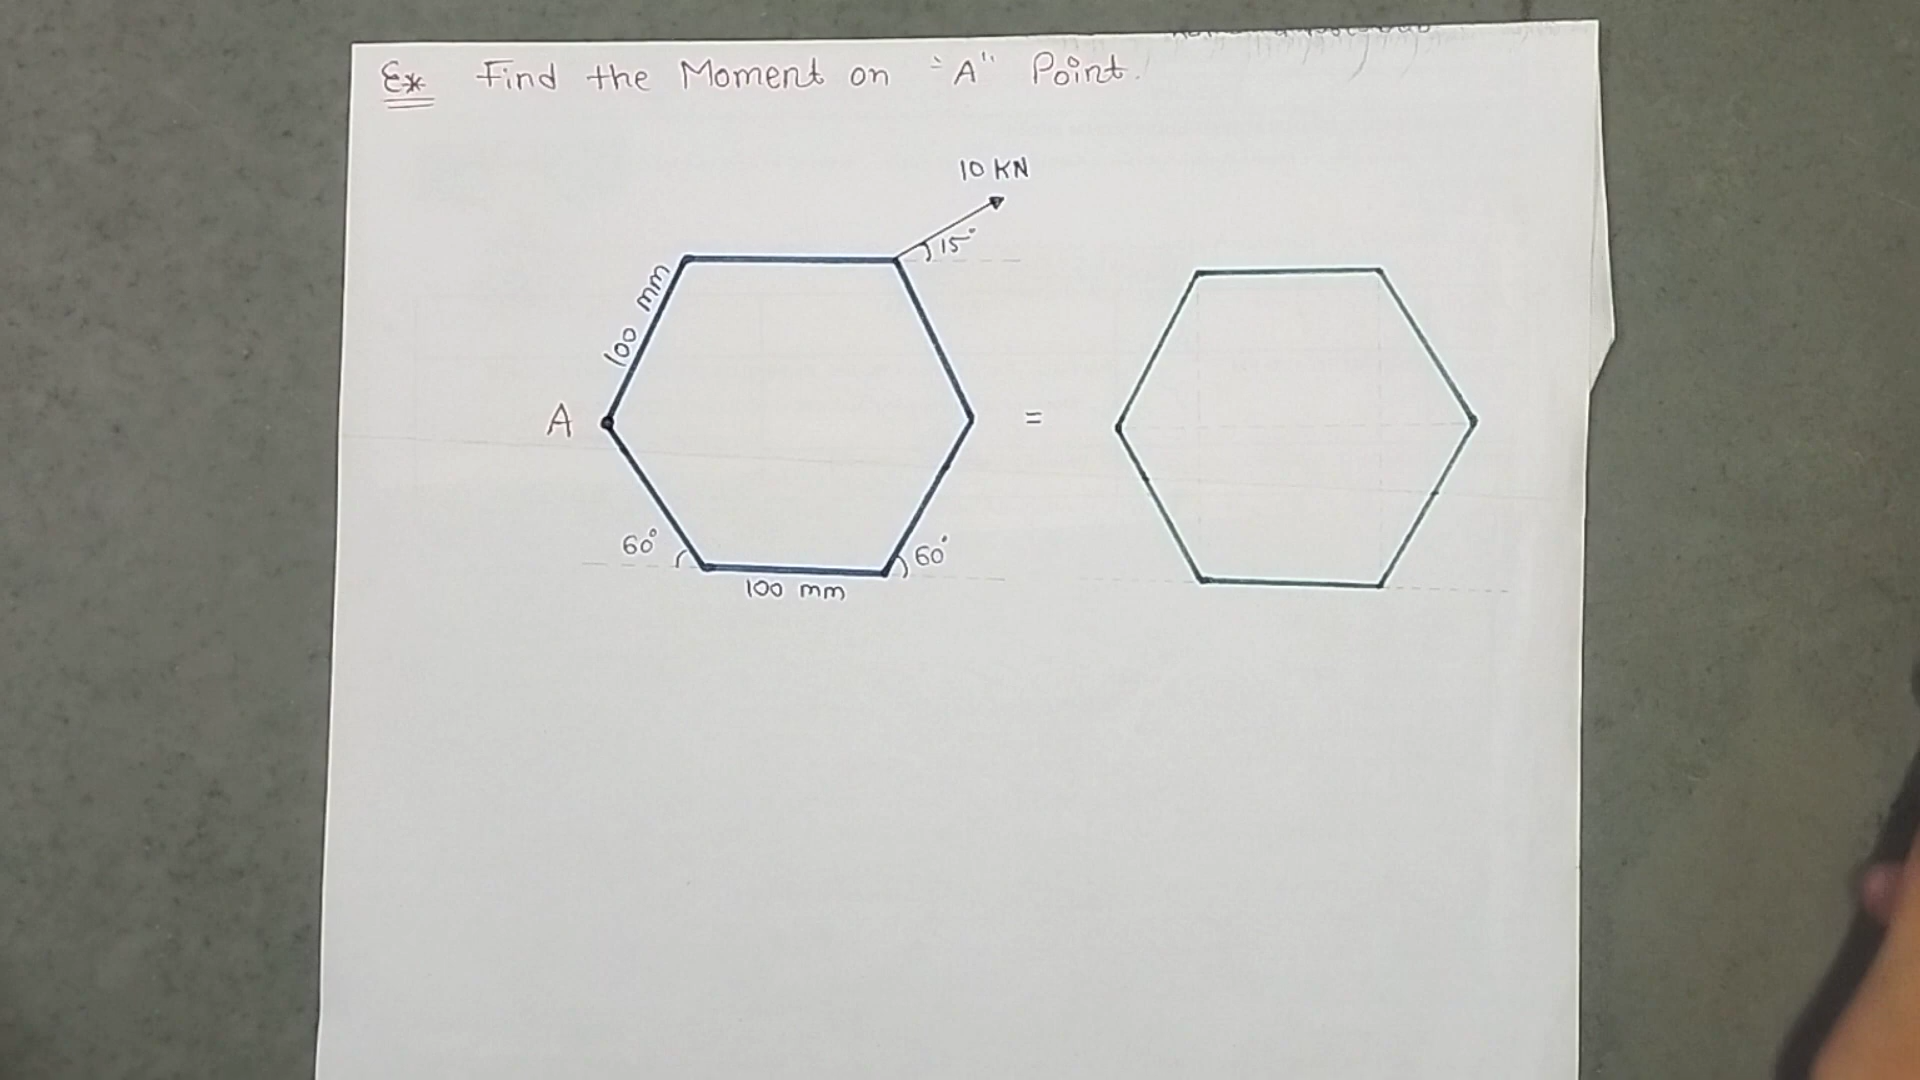 Ex Find the Moment on "A" Point.
10 KN
15°
100 mm
A
=
60°
60°
100 mm